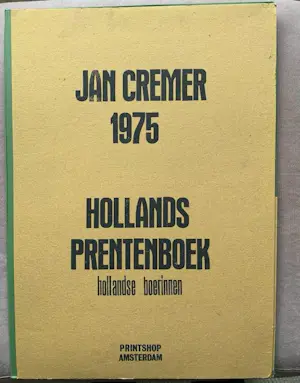 JAN CREMER
1975
HOLLANDS
PRENTENBOEK
hollandse boerinnen
PRINTSHOP
AMSTERDAM